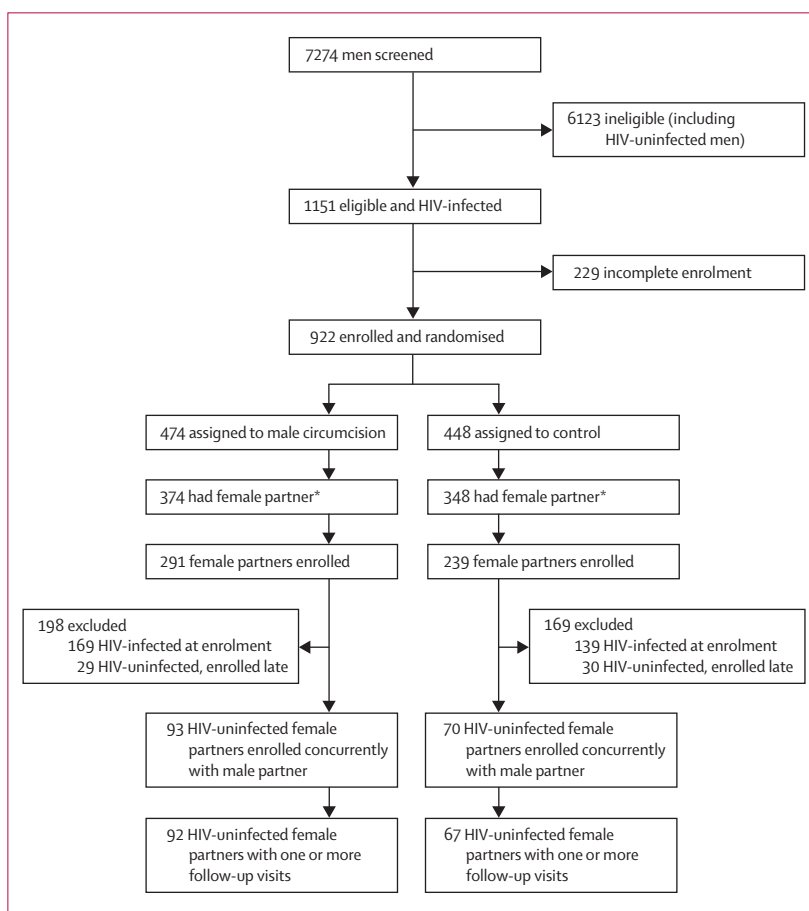 7274 men screened
6123 ineligible (including
HIV-uninfected men)
1151 eligible and HIV-infected
229 incomplete enrolment
922 enrolled and randomised
474 assigned to male circumcision
448 assigned to control
374 had female partner*
348 had female partner*
291 female partners enrolled
239 female partners enrolled
198 excluded
169 HIV-infected at enrolment
29 HIV-uninfected, enrolled late
169 excluded
139 HIV-infected at enrolment
30 HIV-uninfected, enrolled late
93 HIV-uninfected female
partners enrolled concurrently
with male partner
70 HIV-uninfected female
partners enrolled concurrently
with male partner
92 HIV-uninfected female
partners with one or more
follow-up visits
67 HIV-uninfected female
partners with one or more
follow-up visits